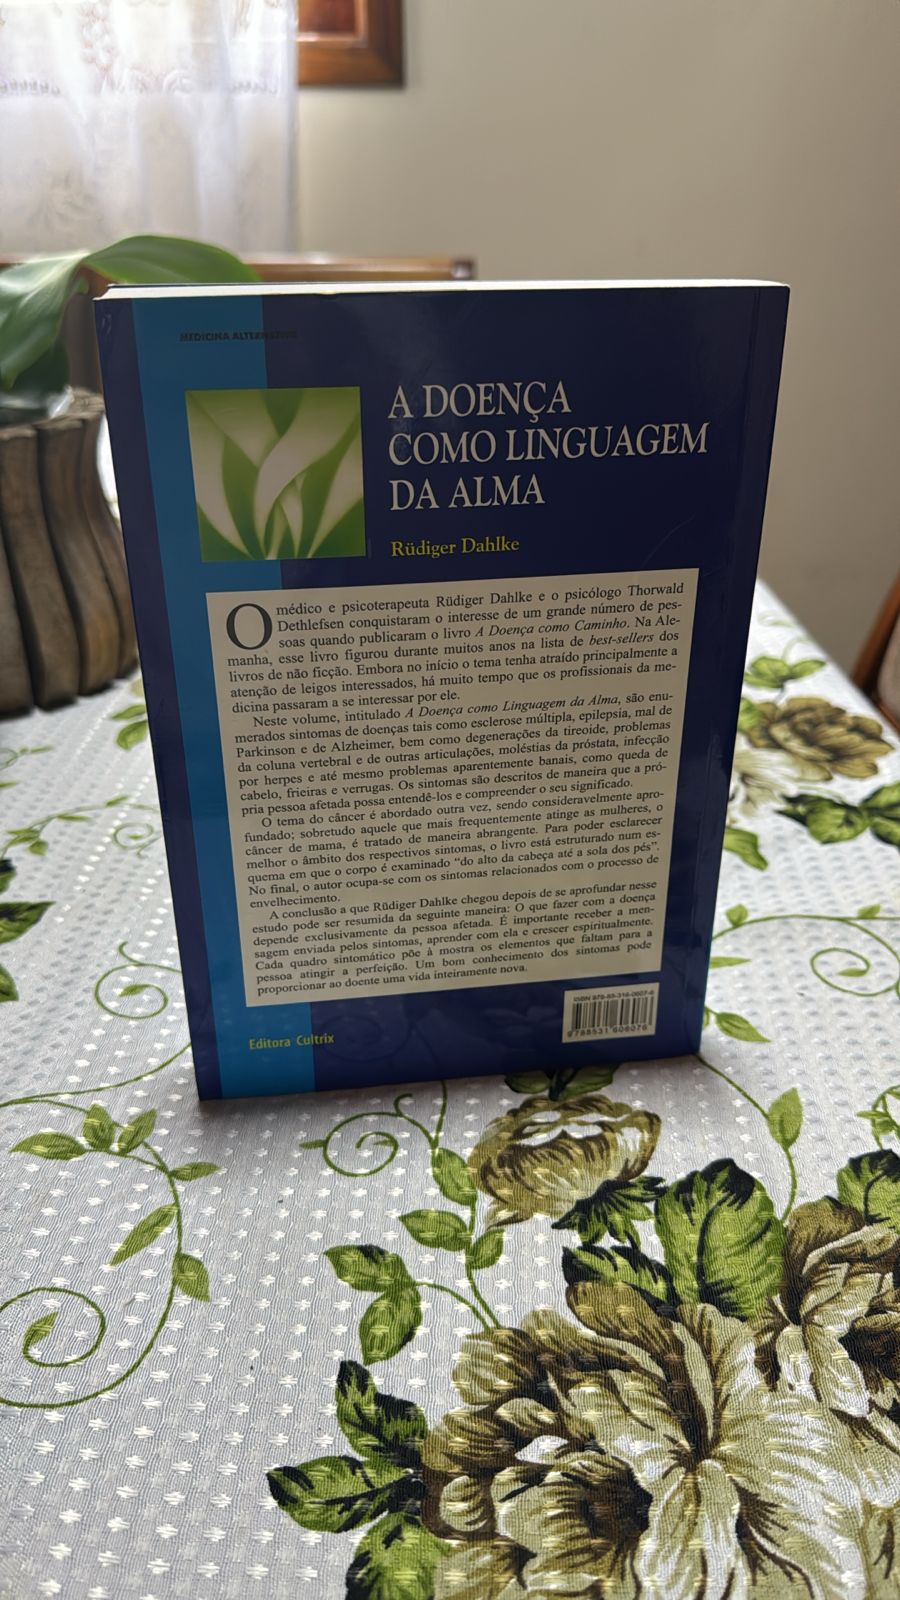 MEDICINA ALTERNATIVA
A DOENÇA
COMO LINGUAGEM
DA ALMA
Rüdiger Dahlke
O médico e psicoterapeuta Rüdiger Dahlke e o psicólogo Thorwald
Dethlefsen conquistaram o interesse de um grande número de pes-
soas quando publicaram o livro A Doença como Caminho. Na Ale-
manha, esse livro figurou durante muitos anos na lista de best-sellers dos
livros de não ficção. Embora no início o tema tenha atraído principalmente a
atenção de leigos interessados, há muito tempo que os profissionais da me-
dicina passaram a se interessar por ele.
Neste volume, intitulado A Doença como Linguagem da Alma, são enu-
merados sintomas de doenças tais como esclerose múltipla, epilepsia, mal de
Parkinson e de Alzheimer, bem como degenerações da tireoide, problemas
da coluna vertebral e de outras articulações, moléstias da próstata, infecção
por herpes e até mesmo problemas aparentemente banais, como queda de
cabelo, frieiras e verrugas. Os sintomas são descritos de maneira que a pró-
pria pessoa afetada possa entendê-los e compreender o seu significado.
O tema do câncer é abordado outra vez, sendo consideravelmente apro-
fundado; sobretudo aquele que mais frequentemente atinge as mulheres, o
câncer de mama, é tratado de maneira abrangente. Para poder esclarecer
melhor o âmbito dos respectivos sintomas, o livro está estruturado num es-
quema em que o corpo é examinado “do alto da cabeça até a sola dos pés”.
No final, o autor ocupa-se com os sintomas relacionados com o processo de
envelhecimento.
A conclusão a que Rüdiger Dahlke chegou depois de se aprofundar nesse
estudo pode ser resumida da seguinte maneira: O que fazer com a doença
depende exclusivamente da pessoa afetada. É importante receber a men-
sagem enviada pelos sintomas, aprender com ela e crescer espiritualmente.
Cada quadro sintomático põe à mostra os elementos que faltam para a
pessoa atingir a perfeição. Um bom conhecimento dos sintomas pode
proporcionar ao doente uma vida inteiramente nova.
ISBN 978-85-316-0607-6
9788531606076
Editora Cultrix